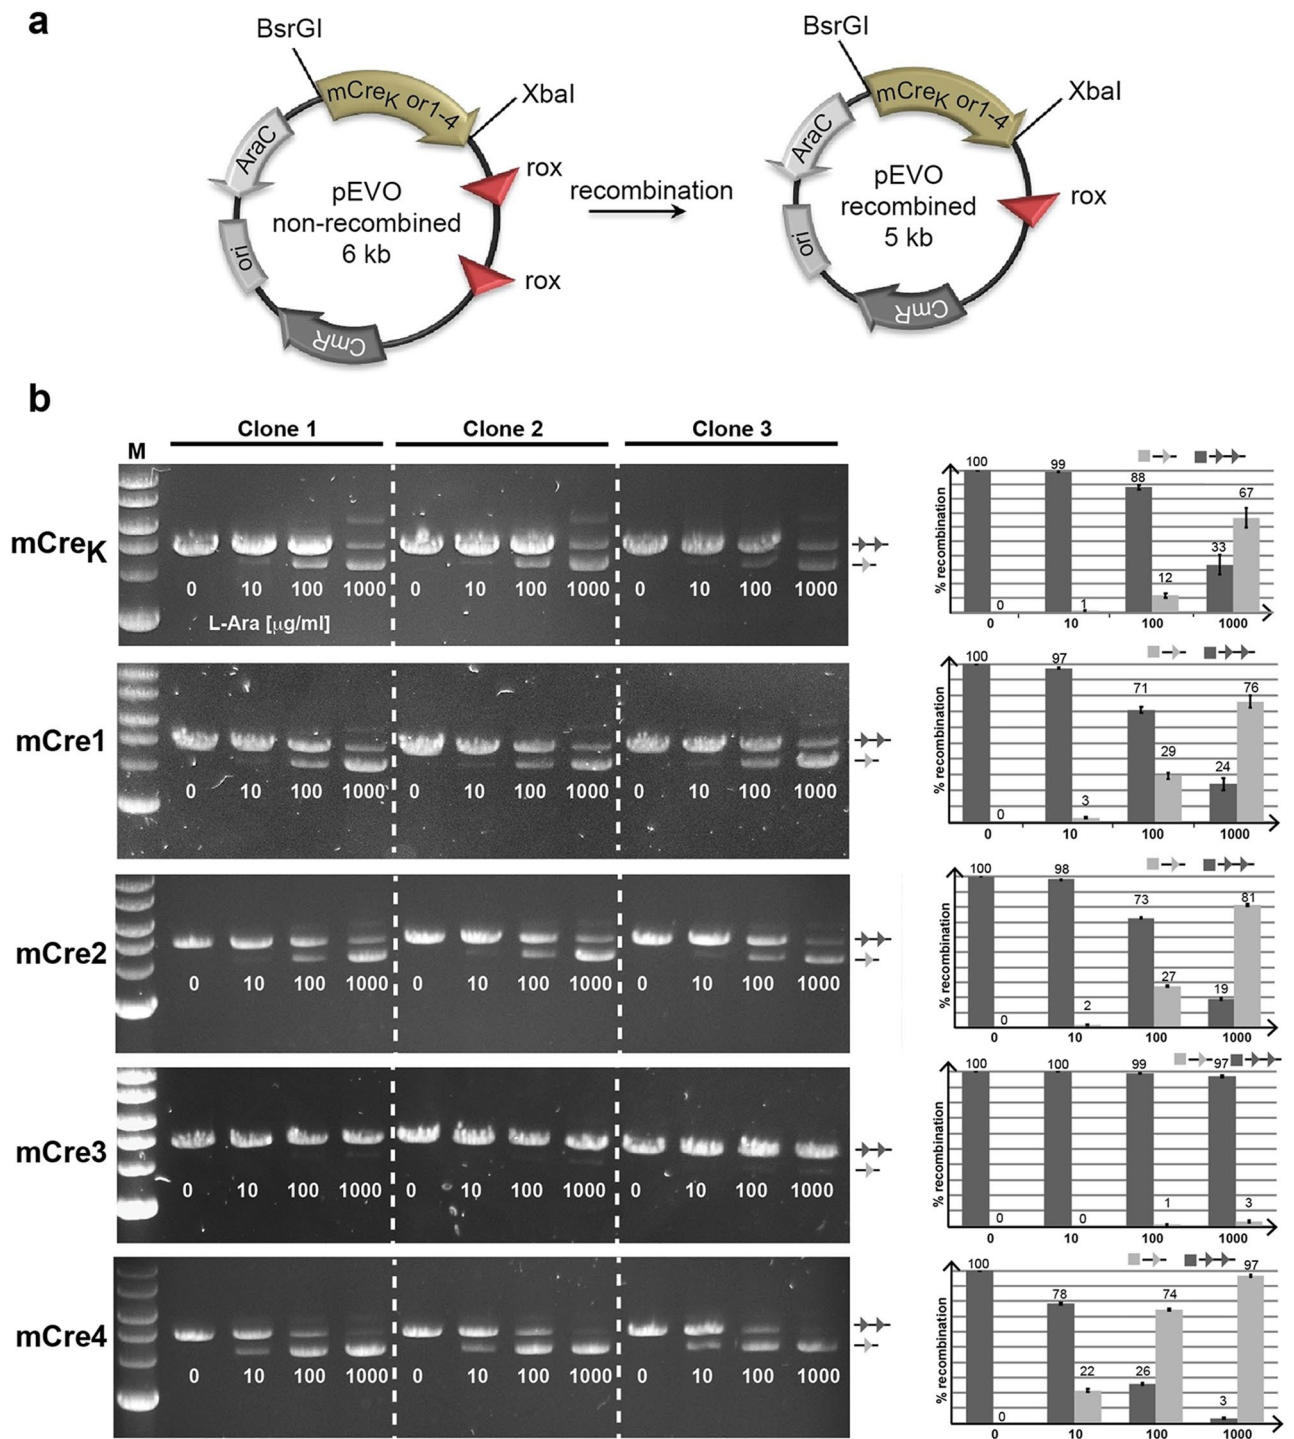 a
BsrGI
mCreK or1-4
XbaI
AraC
rox
pEVO
non-recombined
6 kb
ori
rox
CmR
recombination
BsrGI
mCreK or1-4
XbaI
AraC
pEVO
recombined
5 kb
rox
ori
CmR
b
M
Clone 1
Clone 2
Clone 3
mCreK
0 10 100 1000 0 10 100 1000 0 10 100 1000
L-Ara [µg/ml]
% recombination
100 99 88 67
33
12
0 1
0 10 100 1000
mCre1
0 10 100 1000 0 10 100 1000 0 10 100 1000
% recombination
100 97 71 76
29 24
0 3
0 10 100 1000
mCre2
0 10 100 1000 0 10 100 1000 0 10 100 1000
% recombination
100 98 73 81
27 19
0 2
0 10 100 1000
mCre3
0 10 100 1000 0 10 100 1000 0 10 100 1000
% recombination
100 100 99 97
0 0 1 3
0 10 100 1000
mCre4
0 10 100 1000 0 10 100 1000 0 10 100 1000
% recombination
100 78 74 97
22 26
0 3
0 10 100 1000